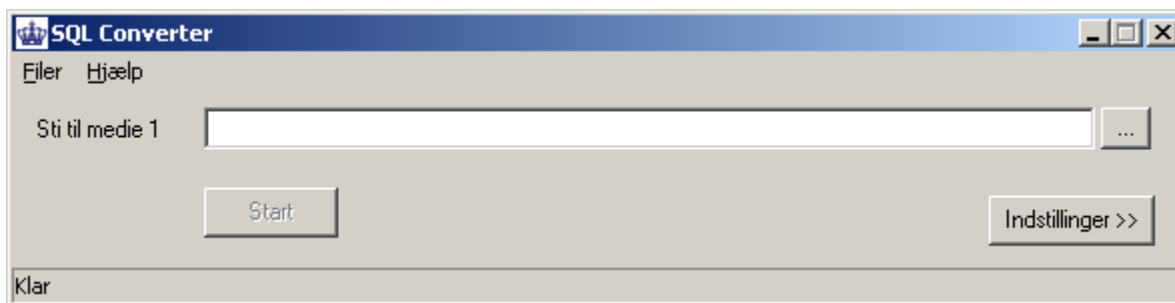 SQL Converter
Filer Hjælp
Sti til medie 1
...
Start
Indstillinger >>
Klar